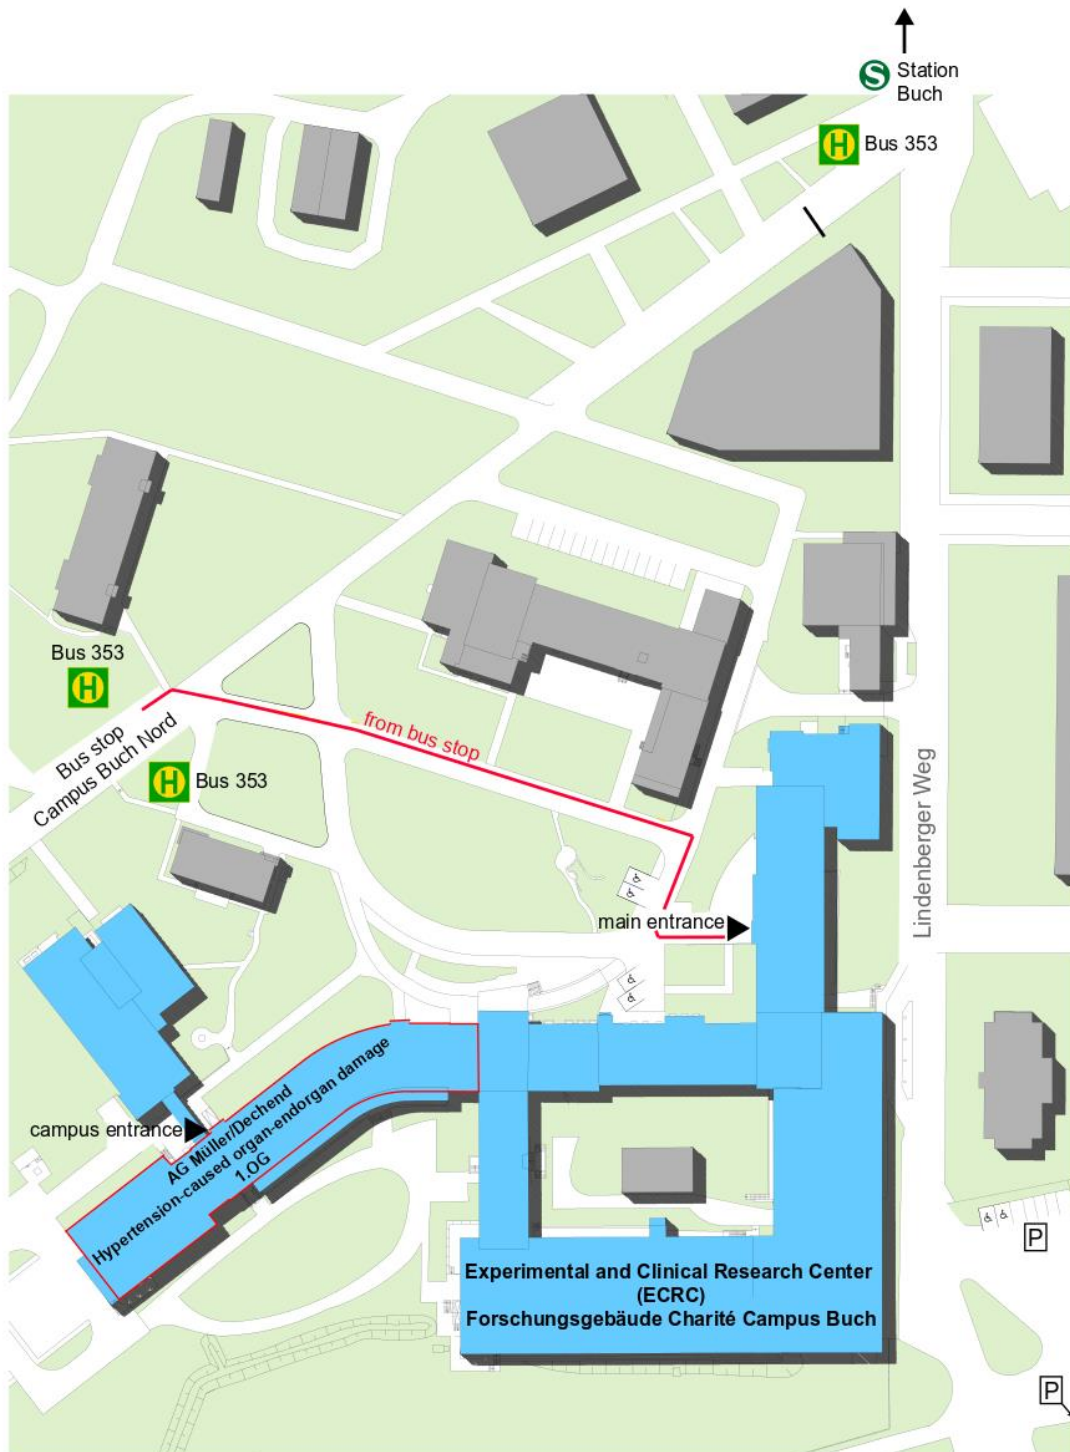 S
Station
Buch
H
Bus 353
Bus 353
H
from bus stop
Bus stop
Campus Buch Nord
H
Bus 353
Lindenberger Weg
main entrance
campus entrance
AG Müller/Dechend
Hypertension-caused organ-endorgan damage
1.OG
P
Experimental and Clinical Research Center
(ECRC)
Forschungsgebäude Charité Campus Buch
P